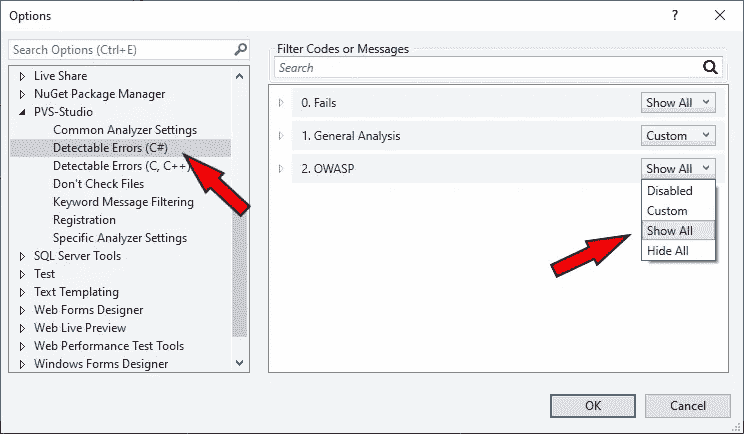 Options
Search Options (Ctrl+E)
Live Share
NuGet Package Manager
PVS-Studio
Common Analyzer Settings
Detectable Errors (C#)
Detectable Errors (C, C++)
Don't Check Files
Keyword Message Filtering
Registration
Specific Analyzer Settings
SQL Server Tools
Test
Text Templating
Web Forms Designer
Web Live Preview
Web Performance Test Tools
Windows Forms Designer
Filter Codes or Messages
Search
0. Fails Show All
1. General Analysis Custom
2. OWASP Show All
Disabled
Custom
Show All
Hide All
OK Cancel